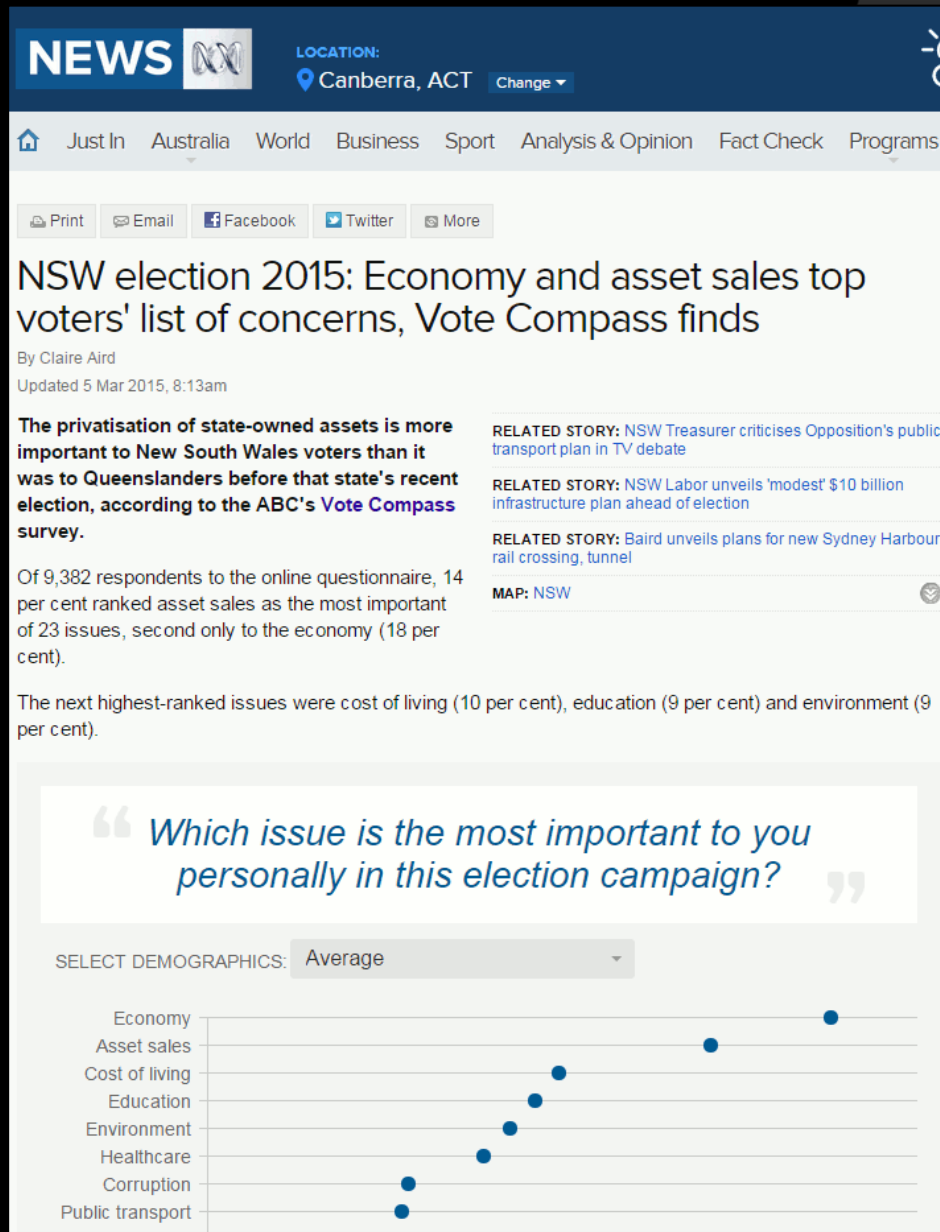 NEWS
LOCATION:
Canberra, ACT Change
Just In Australia World Business Sport Analysis & Opinion Fact Check Programs
Print Email Facebook Twitter More
NSW election 2015: Economy and asset sales top
voters' list of concerns, Vote Compass finds
By Claire Aird
Updated 5 Mar 2015, 8:13am
The privatisation of state-owned assets is more
important to New South Wales voters than it
was to Queenslanders before that state's recent
election, according to the ABC's Vote Compass
survey.
Of 9,382 respondents to the online questionnaire, 14
per cent ranked asset sales as the most important
of 23 issues, second only to the economy (18 per
cent).
RELATED STORY: NSW Treasurer criticises Opposition's public
transport plan in TV debate
RELATED STORY: NSW Labor unveils 'modest' $10 billion
infrastructure plan ahead of election
RELATED STORY: Baird unveils plans for new Sydney Harbour
rail crossing, tunnel
MAP: NSW
The next highest-ranked issues were cost of living (10 per cent), education (9 per cent) and environment (9
per cent).
“ Which issue is the most important to you
personally in this election campaign? ”
SELECT DEMOGRAPHICS: Average
Economy
Asset sales
Cost of living
Education
Environment
Healthcare
Corruption
Public transport